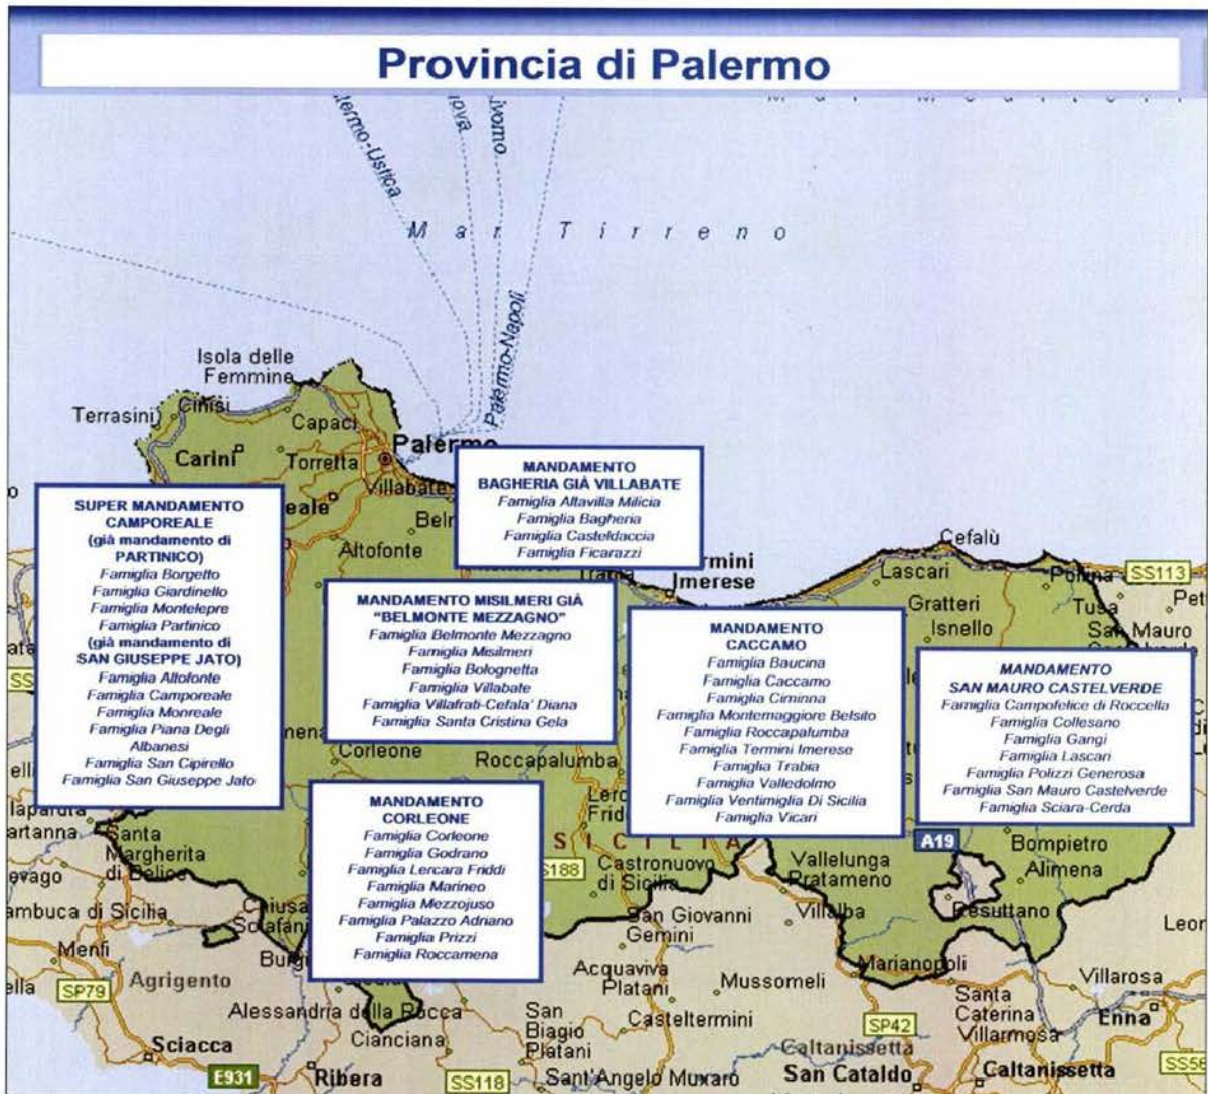 Provincia di Palermo
Mar Tirreno
Palermo-Napoli
Isola delle
Femmine
Terrasini
Cinisi
Capaci
Palermo
Carini
Torretta
Villabate
Altofonte
MANDAMENTO
BAGHERIA GIÀ VILLABATE
Famiglia Altavilla Milicia
Famiglia Bagheria
Famiglia Casteldaccia
Famiglia Ficarazzi
SUPER MANDAMENTO
CAMPOREALE
(già mandamento di
PARTINICO)
Famiglia Borgetto
Famiglia Giardinello
Famiglia Montelepre
Famiglia Partinico
(già mandamento di
SAN GIUSEPPE JATO)
Famiglia Altofonte
Famiglia Camporeale
Famiglia Monreale
Famiglia Piana Degli
Albanesi
Famiglia San Cipirello
Famiglia San Giuseppe Jato
MANDAMENTO MISILMERI GIÀ
"BELMONTE MEZZAGNO"
Famiglia Belmonte Mezzagno
Famiglia Misilmeri
Famiglia Bolognetta
Famiglia Villabate
Famiglia Villafrati-Cefala' Diana
Famiglia Santa Cristina Gela
Imerese
Cefalù
Lascari
SS113
Gratteri
Isnello
Tusa
San Mauro
MANDAMENTO
CACCAMO
Famiglia Baucina
Famiglia Caccamo
Famiglia Ciminna
Famiglia Montemaggiore Belsito
Famiglia Roccapalumba
Famiglia Termini Imerese
Famiglia Trabia
Famiglia Valledolmo
Famiglia Ventimiglia Di Sicilia
Famiglia Vicari
MANDAMENTO
SAN MAURO CASTELVERDE
Famiglia Campofelice di Roccella
Famiglia Collesano
Famiglia Gangi
Famiglia Lascari
Famiglia Polizzi Generosa
Famiglia San Mauro Castelverde
Famiglia Sciara-Cerda
Corleone
Roccapalumba
MANDAMENTO
CORLEONE
Famiglia Corleone
Famiglia Godrano
Famiglia Lercara Friddi
Famiglia Marineo
Famiglia Mezzojuso
Famiglia Palazzo Adriano
Famiglia Prizzi
Famiglia Roccamena
SICILIA
A19
Bompietro
Alimena
Santa
Margherita
di Belice
Castronuovo
di Sicilia
Vallelunga
Pratameno
Villalba
Resuttano
San Giovanni
Gemini
Menfi
Agrigento
SP79
Acquaviva
Platani
Mussomeli
Marianopoli
Villarosa
Santa
Caterina
Villarmosa
Enna
Alessandria della Rocca
Cianciana
San
Biagio
Platani
Casteltermini
SP42
Caltanissetta
Sciacca
E931
Ribera
SS118
Sant'Angelo Muxaro
San Cataldo
Caltanissetta